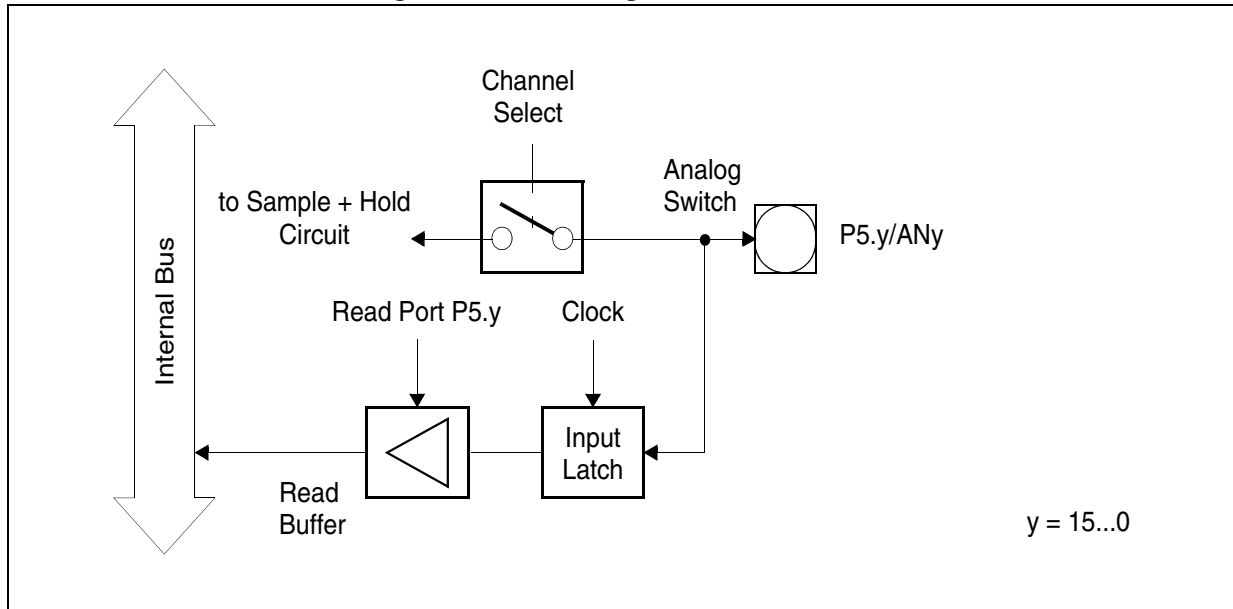 Channel
Select
Analog
Switch
to Sample + Hold
Circuit
P5.y/ANy
Internal Bus
Read Port P5.y
Clock
Input
Latch
Read
Buffer
y = 15...0